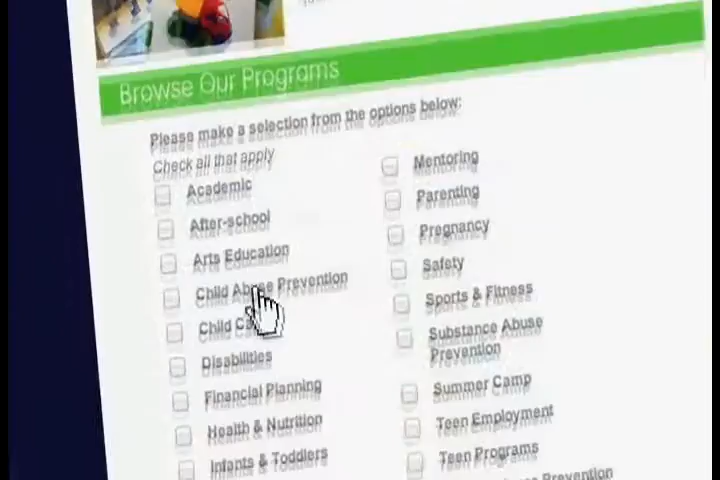 Browse Our Programs
Please make a selection from the options below:
Check all that apply
Academic
After-school
Arts Education
Child Abuse Prevention
Child
Disabilities
Financial Planning
Health & Nutrition
Infants & Toddlers
Mentoring
Parenting
Pregnancy
Safety
Sports & Fitness
Substance Abuse
Prevention
Summer Camp
Teen Employment
Teen Programs
Prevention